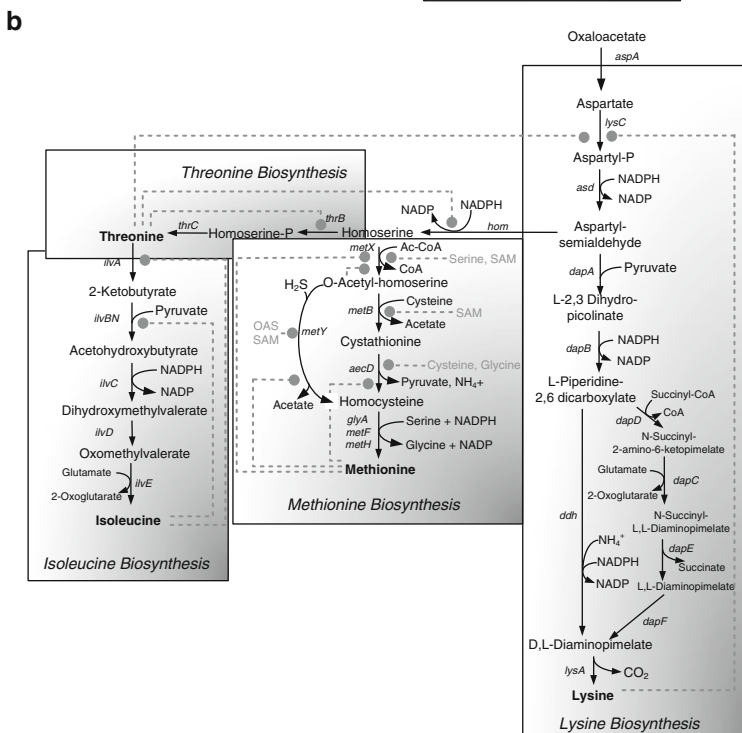 b
Oxaloacetate
aspA
Aspartate
lysC
Aspartyl-P
asd
NADPH
NADP
Aspartyl-
semialdehyde
dapA
Pyruvate
L-2,3 Dihydro-
picolinate
dapB
NADPH
NADP
L-Piperidine-
2,6 dicarboxylate
Succinyl-CoA
CoA
dapD
N-Succinyl-
2-amino-6-ketopimelate
Glutamate
dapC
2-Oxoglutarate
N-Succinyl-
L,L-Diaminopimelate
dapE
Succinate
L,L-Diaminopimelate
dapF
ddh
NH4+
NADPH
NADP
D,L-Diaminopimelate
lysA
CO2
Lysine
Lysine Biosynthesis
Threonine Biosynthesis
Threonine
thrC
Homoserine-P
thrB
Homoserine
NADP
NADPH
hom
ilvA
2-Ketobutyrate
ilvBN
Pyruvate
Acetohydroxybutyrate
ilvC
NADPH
NADP
Dihydroxymethylvalerate
ilvD
Oxomethylvalerate
Glutamate
ilvE
2-Oxoglutarate
Isoleucine
Isoleucine Biosynthesis
metX
Ac-CoA
CoA
Serine, SAM
H2S
O-Acetyl-homoserine
metB
Cysteine
Acetate
SAM
OAS
SAM
metY
Cystathionine
aecD
Cysteine, Glycine
Pyruvate, NH4+
Acetate
Homocysteine
glyA
metF
metH
Serine + NADPH
Glycine + NADP
Methionine
Methionine Biosynthesis